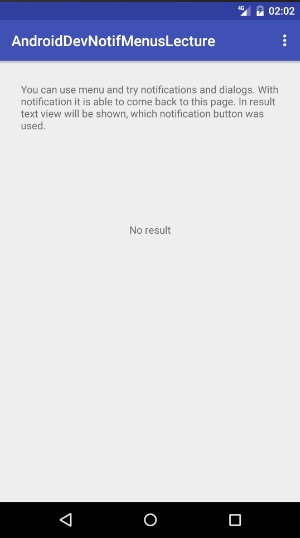 4G 02:02
AndroidDevNotifMenusLecture
You can use menu and try notifications and dialogs. With
notification it is able to come back to this page. In result
text view will be shown, which notification button was
used.
No result